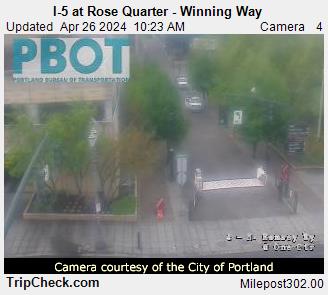 I-5 at Rose Quarter - Winning Way
Updated Apr 26 2024 10:23 AM Camera 4
PBOT
PORTLAND BUREAU OF TRANSPORTATION
Camera courtesy of the City of Portland
TripCheck.com Milepost302.00